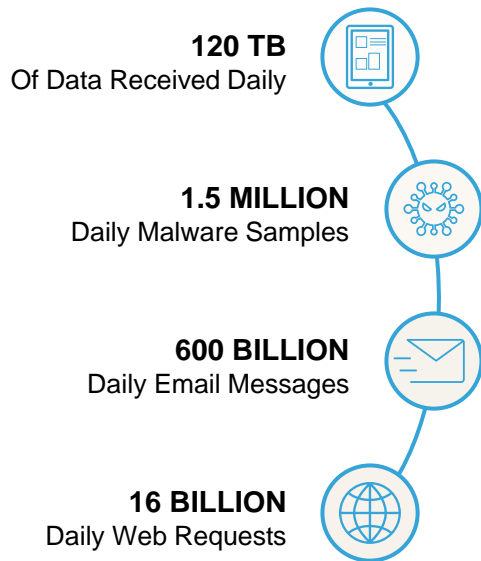 120 TB
Of Data Received Daily
1.5 MILLION
Daily Malware Samples
600 BILLION
Daily Email Messages
16 BILLION
Daily Web Requests